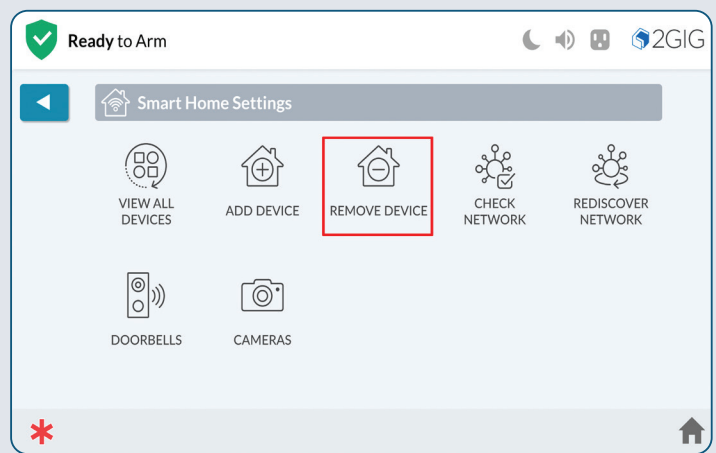 Ready to Arm
2GIG
Smart Home Settings
VIEW ALL
DEVICES
ADD DEVICE
REMOVE DEVICE
CHECK
NETWORK
REDISCOVER
NETWORK
DOORBELLS
CAMERAS